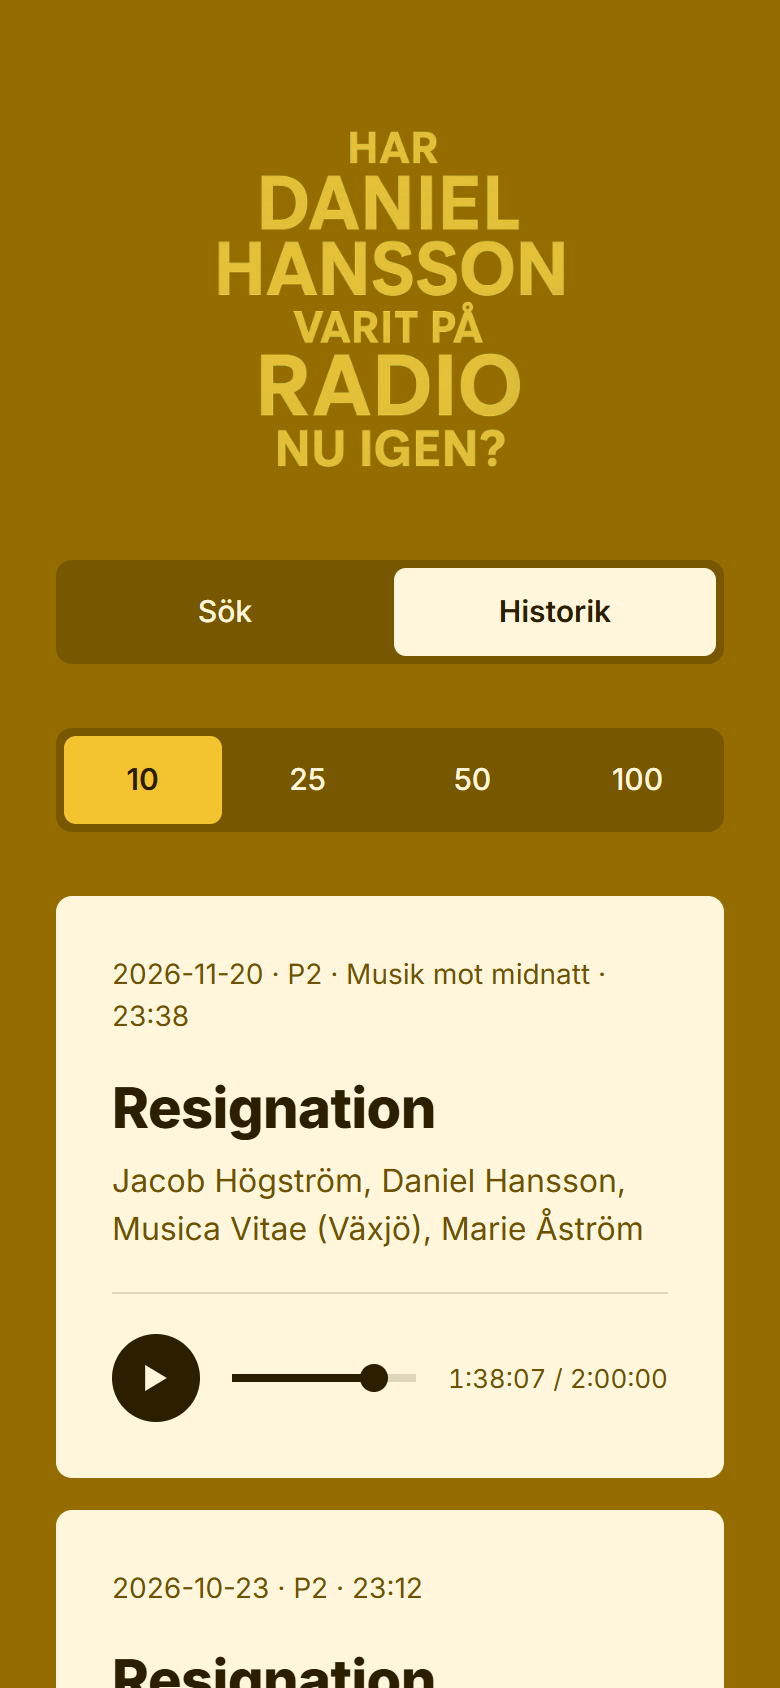 HAR
DANIEL
HANSSON
VARIT PÅ
RADIO
NU IGEN?
Sök Historik
10 25 50 100
2026-11-20 · P2 · Musik mot midnatt ·
23:38
Resignation
Jacob Högström, Daniel Hansson,
Musica Vitae (Växjö), Marie Åström
1:38:07 / 2:00:00
2026-10-23 · P2 · 23:12
Resignation